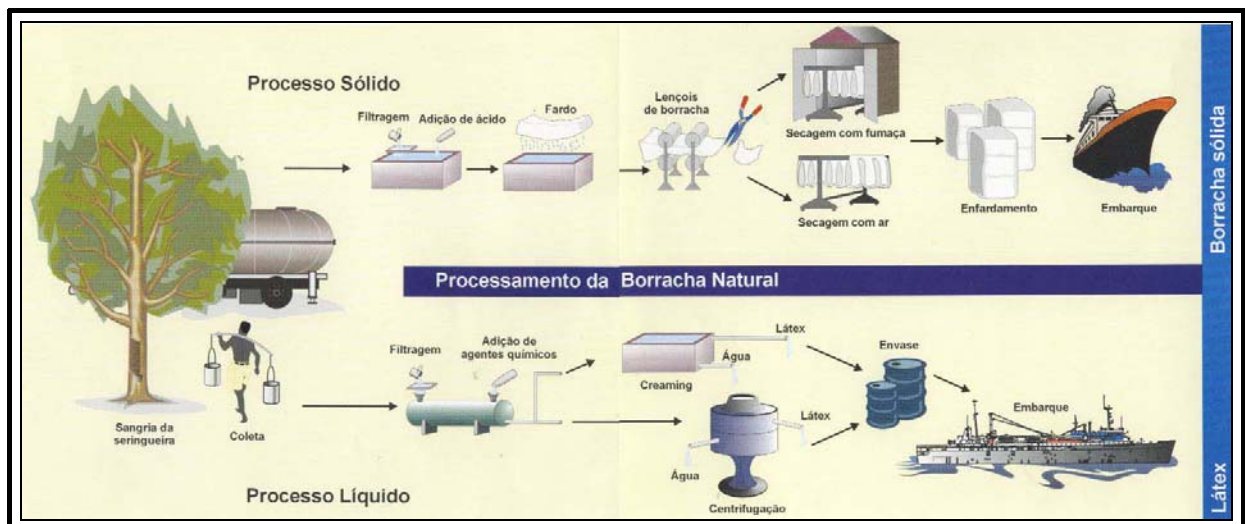 Processo Sólido
Filtragem
Adição de ácido
Fardo
Lençois
de borracha
Secagem com fumaça
Secagem com ar
Enfardamento
Embarque
Borracha sólida
Processamento da Borracha Natural
Sangria da
seringueira
Coleta
Filtragem
Adição de
agentes químicos
Látex
Água
Creaming
Látex
Água
Centrifugação
Envase
Embarque
Processo Líquido
Látex